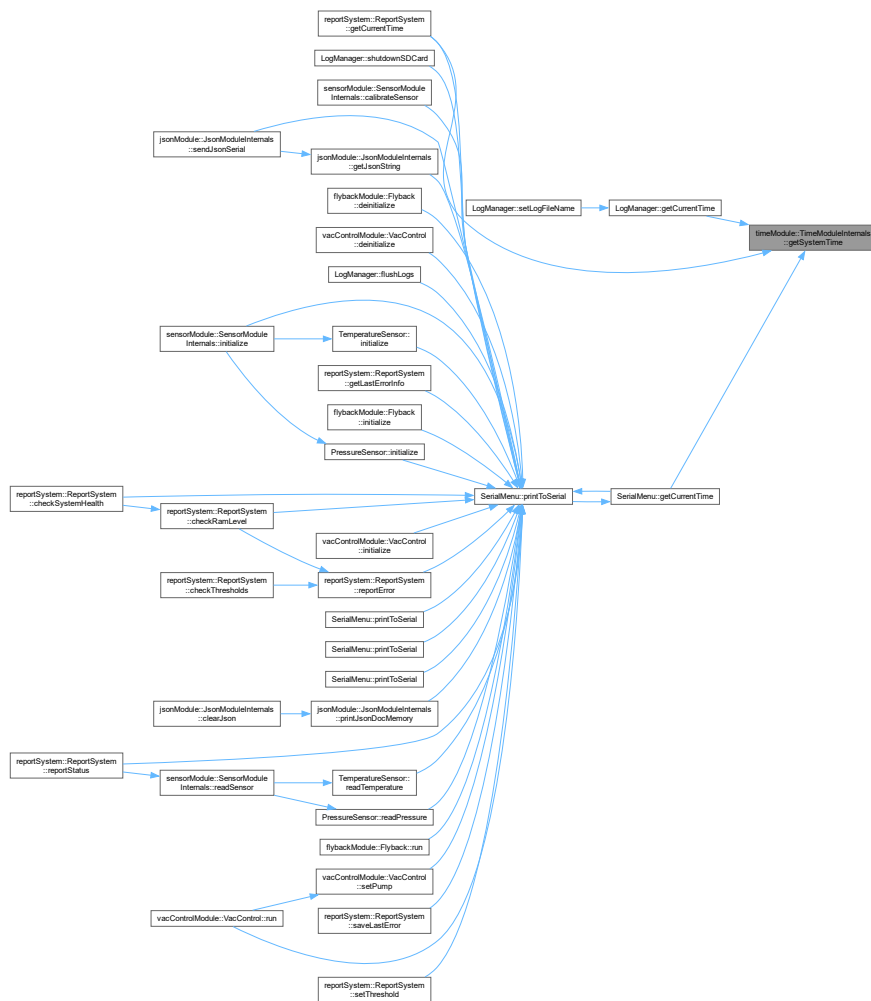 reportSystem::ReportSystem
::getCurrentTime
LogManager::shutdownSDCard
sensorModule::SensorModule
Internals::calibrateSensor
jsonModule::JsonModuleInternals
::sendJsonSerial
jsonModule::JsonModuleInternals
::getJsonString
flybackModule::Flyback
::deinitialize
LogManager::setLogFileName
LogManager::getCurrentTime
timeModule::TimeModuleInternals
::getSystemTime
vacControlModule::VacControl
::deinitialize
LogManager::flushLogs
sensorModule::SensorModule
Internals::initialize
TemperatureSensor::
initialize
reportSystem::ReportSystem
::getLastErrorInfo
flybackModule::Flyback
::initialize
PressureSensor::initialize
reportSystem::ReportSystem
::checkSystemHealth
SerialMenu::printToSerial
SerialMenu::getCurrentTime
reportSystem::ReportSystem
::checkRamLevel
vacControlModule::VacControl
::initialize
reportSystem::ReportSystem
::checkThresholds
reportSystem::ReportSystem
::reportError
SerialMenu::printToSerial
SerialMenu::printToSerial
SerialMenu::printToSerial
jsonModule::JsonModuleInternals
::clearJson
jsonModule::JsonModuleInternals
::printJsonDocMemory
reportSystem::ReportSystem
::reportStatus
sensorModule::SensorModule
Internals::readSensor
TemperatureSensor::
readTemperature
PressureSensor::readPressure
flybackModule::Flyback::run
vacControlModule::VacControl
::setPump
vacControlModule::VacControl::run
reportSystem::ReportSystem
::saveLastError
reportSystem::ReportSystem
::setThreshold